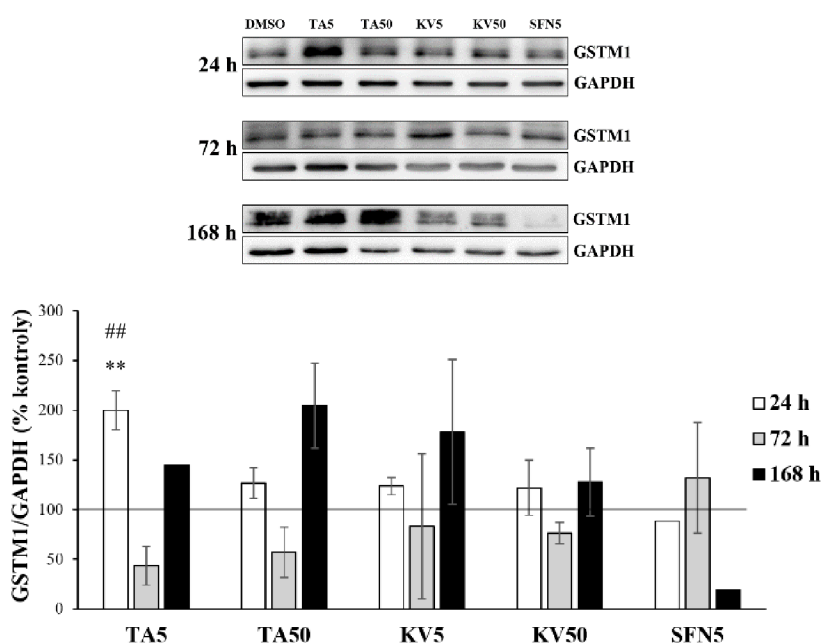 DMSO TA5 TA50 KV5 KV50 SFN5
GSTM1
24 h
GAPDH
GSTM1
72 h
GAPDH
GSTM1
168 h
GAPDH
GSTM1/GAPDH (% kontroly)
300
250
200
150
100
50
0
##
**
24 h
72 h
168 h
TA5 TA50 KV5 KV50 SFN5